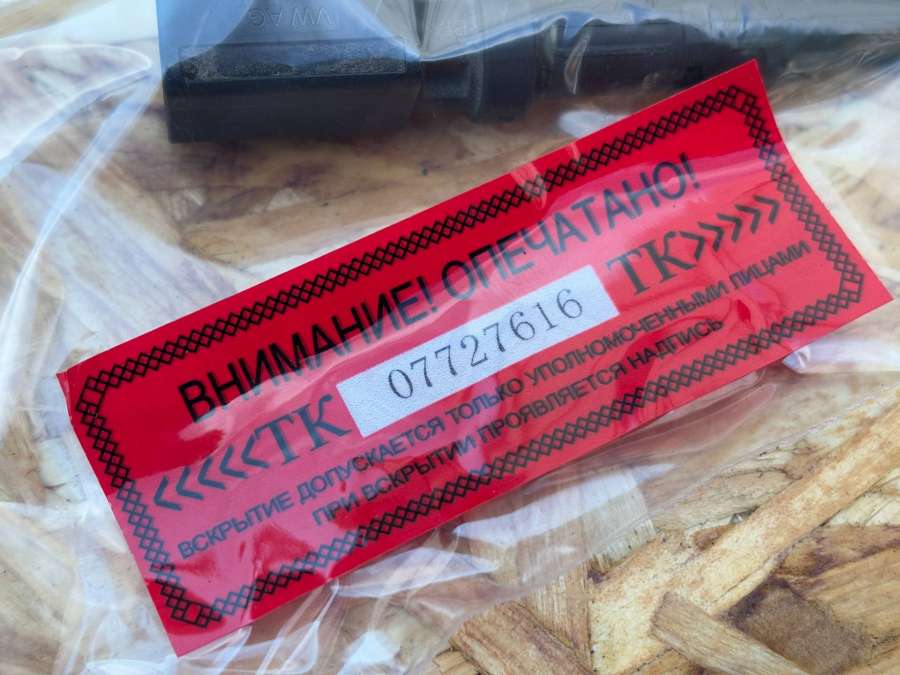 ВНИМАНИЕ! ОПЕЧАТАНО!
<<<<<ТК 07727616 ТК>>>>>
ВСКРЫТИЕ ДОПУСКАЕТСЯ ТОЛЬКО УПОЛНОМОЧЕННЫМИ ЛИЦАМИ
ПРИ ВСКРЫТИИ ПРОЯВЛЯЕТСЯ НАДПИСЬ